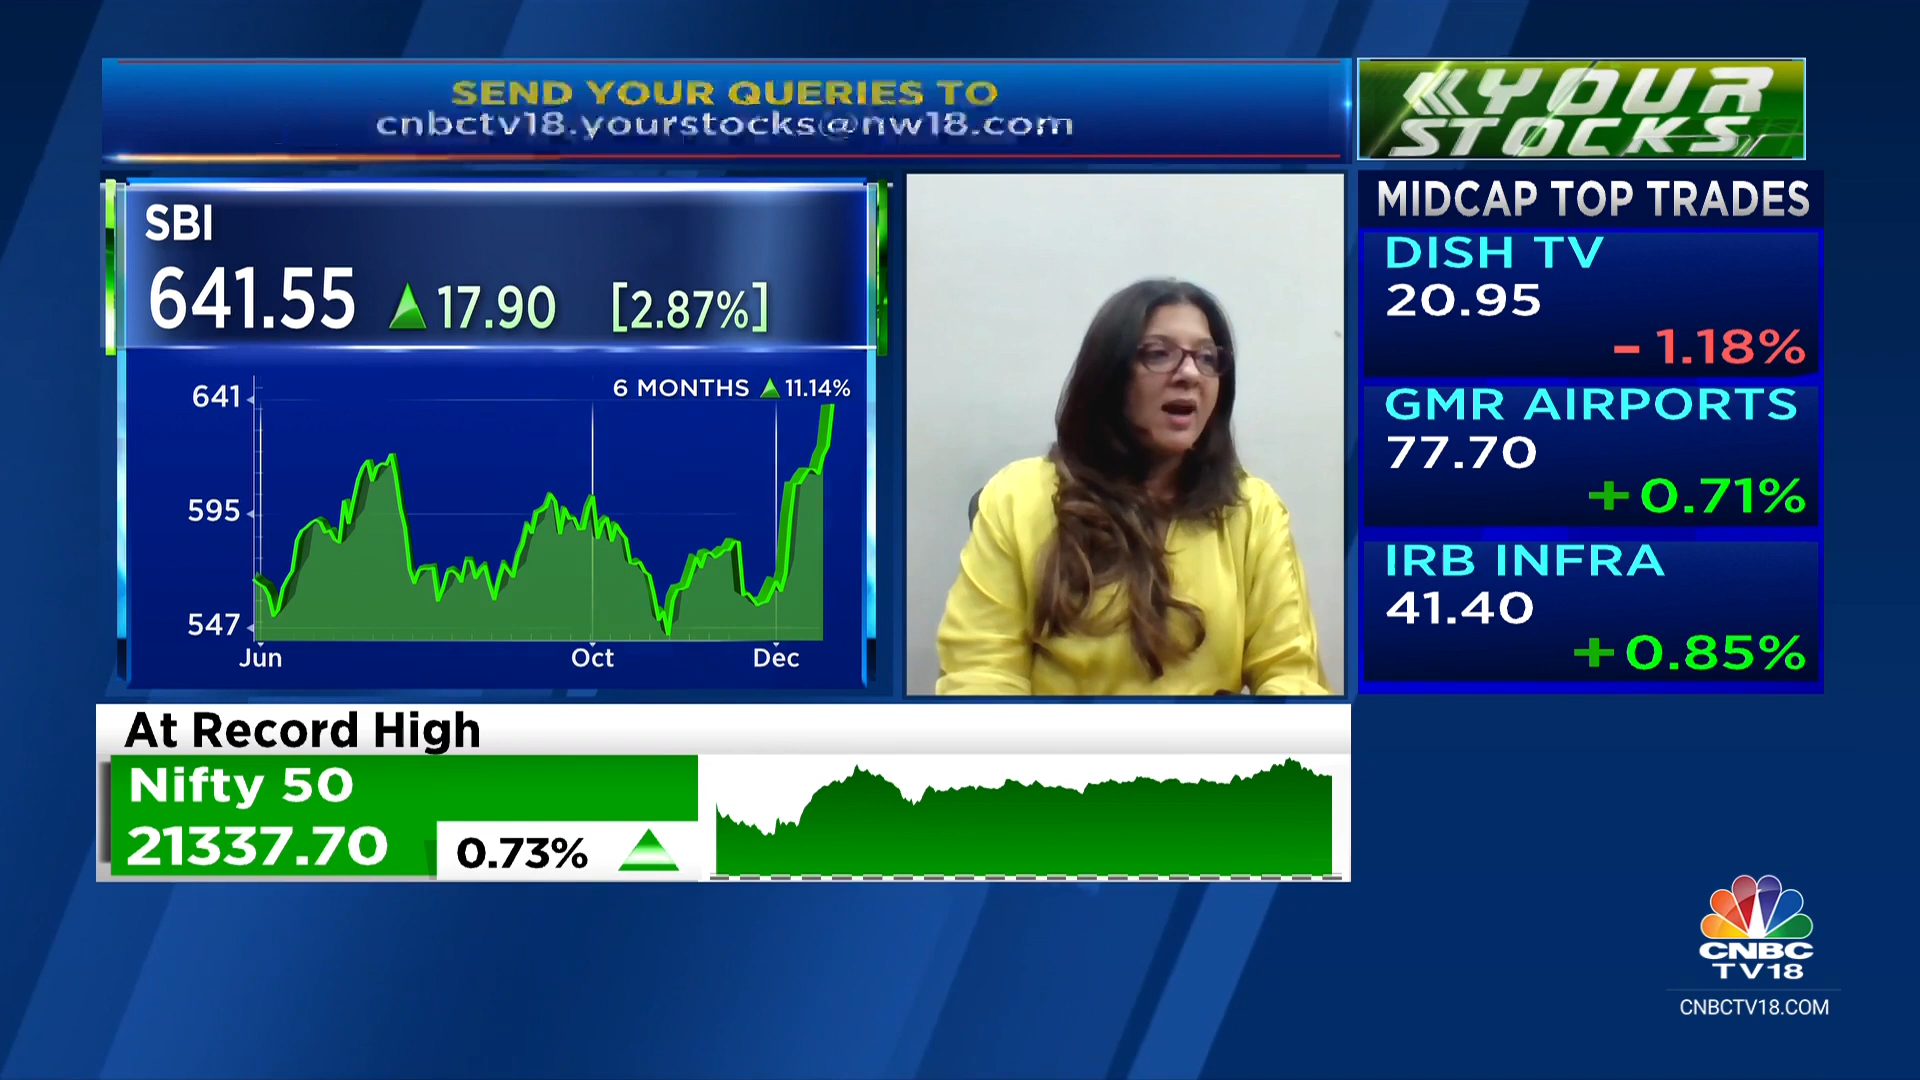 SEND YOUR QUERIES TO
cnbctv18.yourstocks@nw18.com
YOUR
STOCKS
SBI
641.55 ▲ 17.90 [2.87%]
6 MONTHS ▲ 11.14%
641
595
547
Jun Oct Dec
MIDCAP TOP TRADES
DISH TV
20.95
- 1.18%
GMR AIRPORTS
77.70
+ 0.71%
IRB INFRA
41.40
+ 0.85%
At Record High
Nifty 50
21337.70 0.73%
CNBC
TV18
CNBCTV18.COM